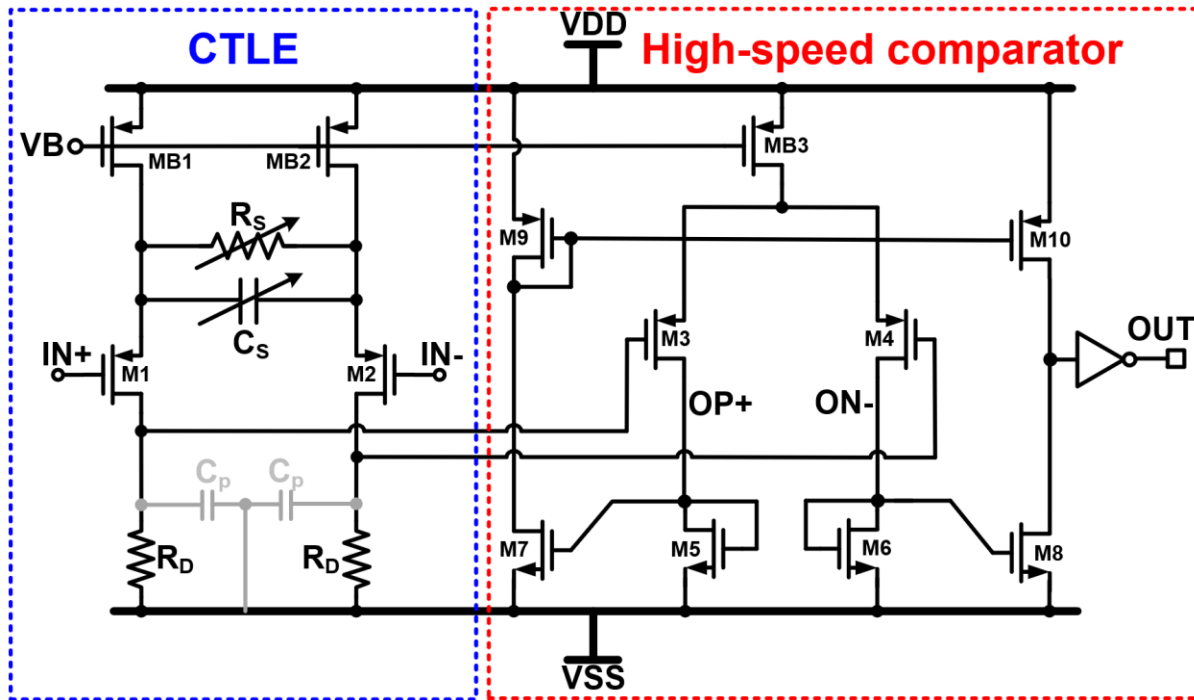 CTLE
VDD
High-speed comparator
VB
MB1
MB2
MB3
RS
M9
M10
CS
IN+
M1
M2
IN-
M3
M4
OUT
OP+
ON-
Cp
Cp
RD
RD
M7
M5
M6
M8
VSS